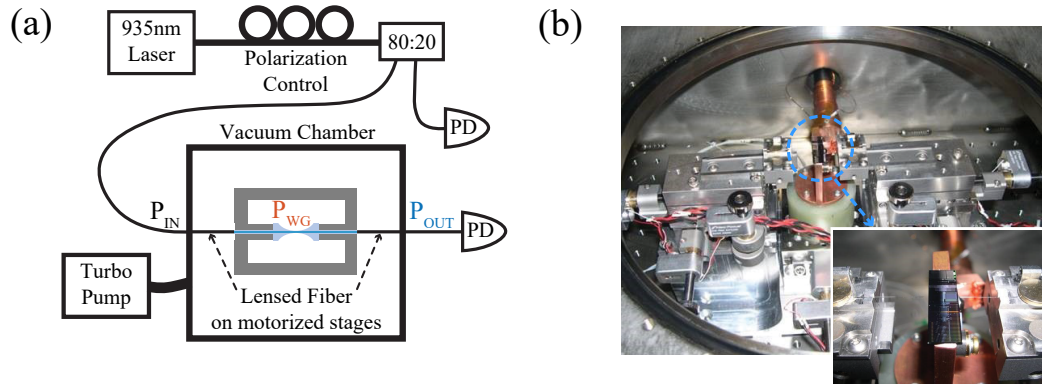 (a)
935nm
Laser
Polarization
Control
80:20
PD
Vacuum Chamber
P_IN
P_WG
P_OUT
PD
Turbo
Pump
Lensed Fiber
on motorized stages
(b)